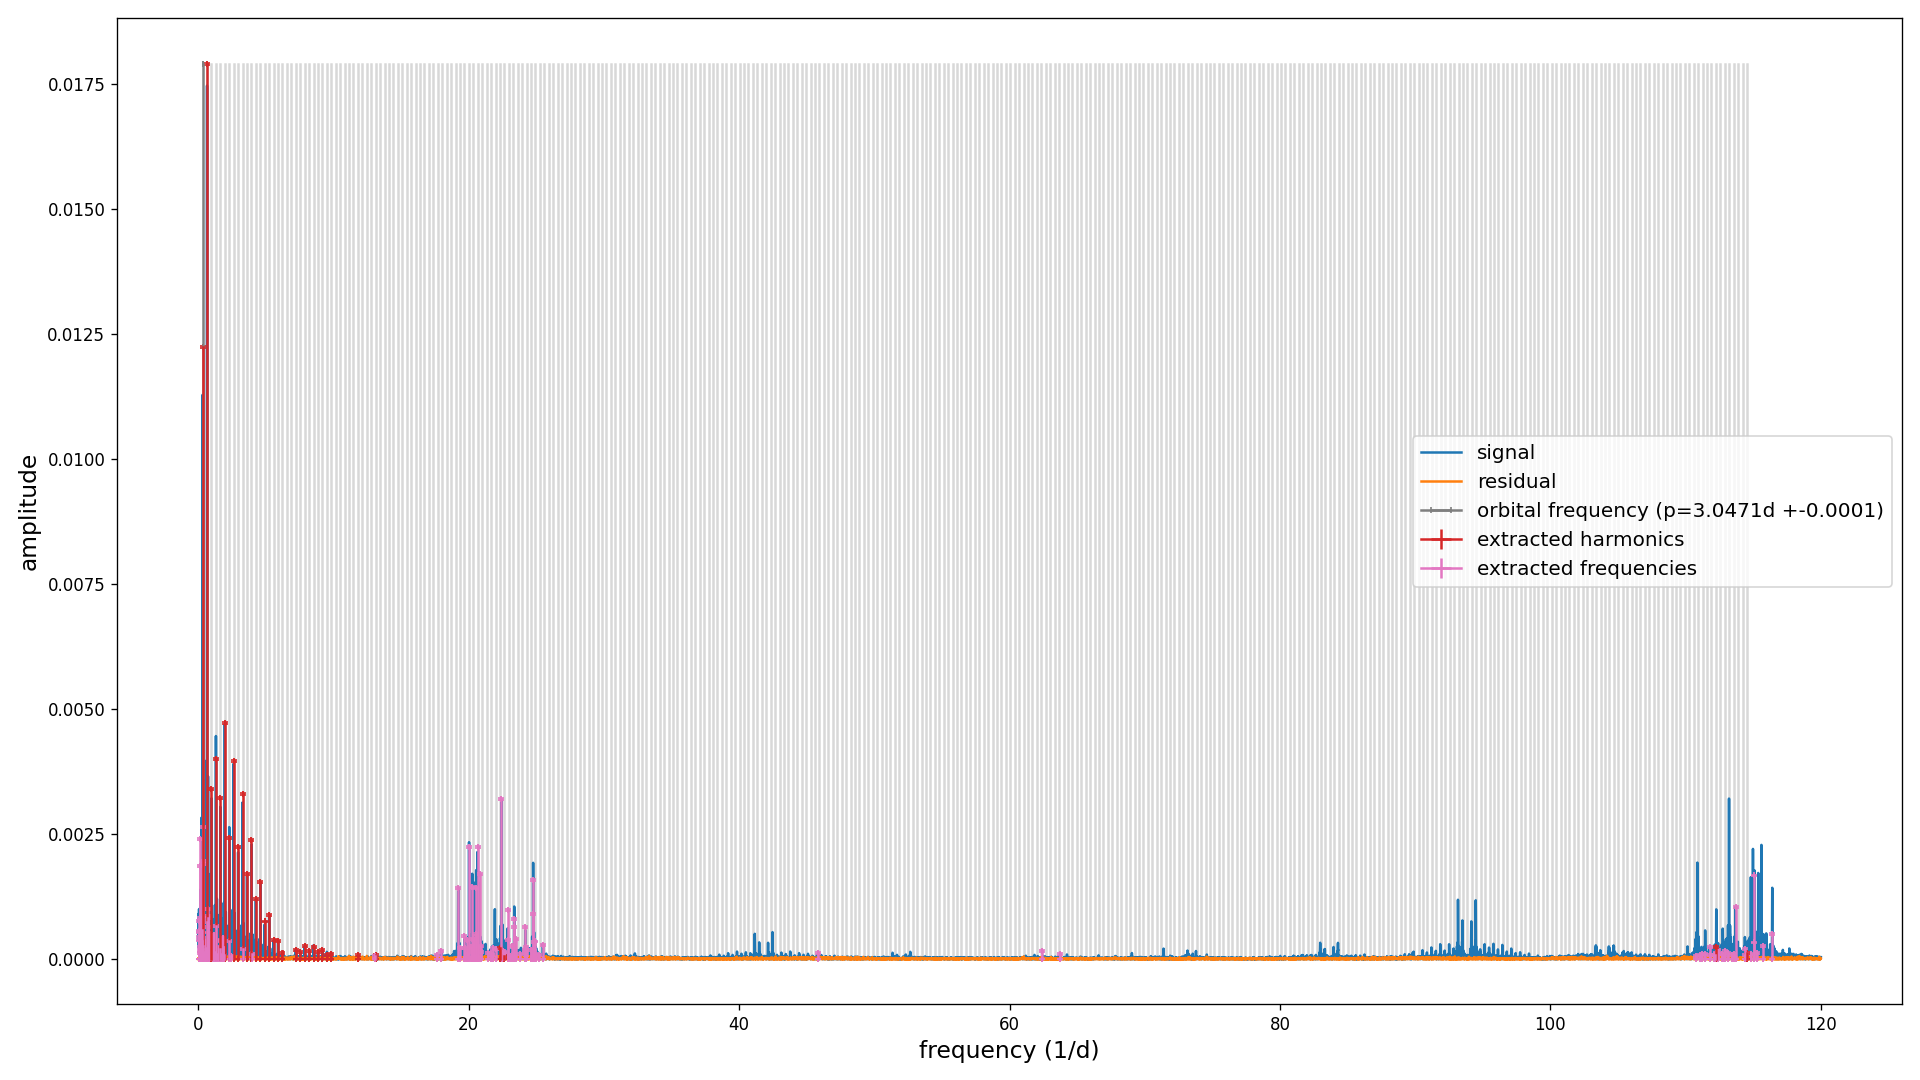 0.0175
0.0150
0.0125
0.0100
0.0075
0.0050
0.0025
0.0000
amplitude
signal
residual
orbital frequency (p=3.0471d +-0.0001)
extracted harmonics
extracted frequencies
0 20 40 60 80 100 120
frequency (1/d)